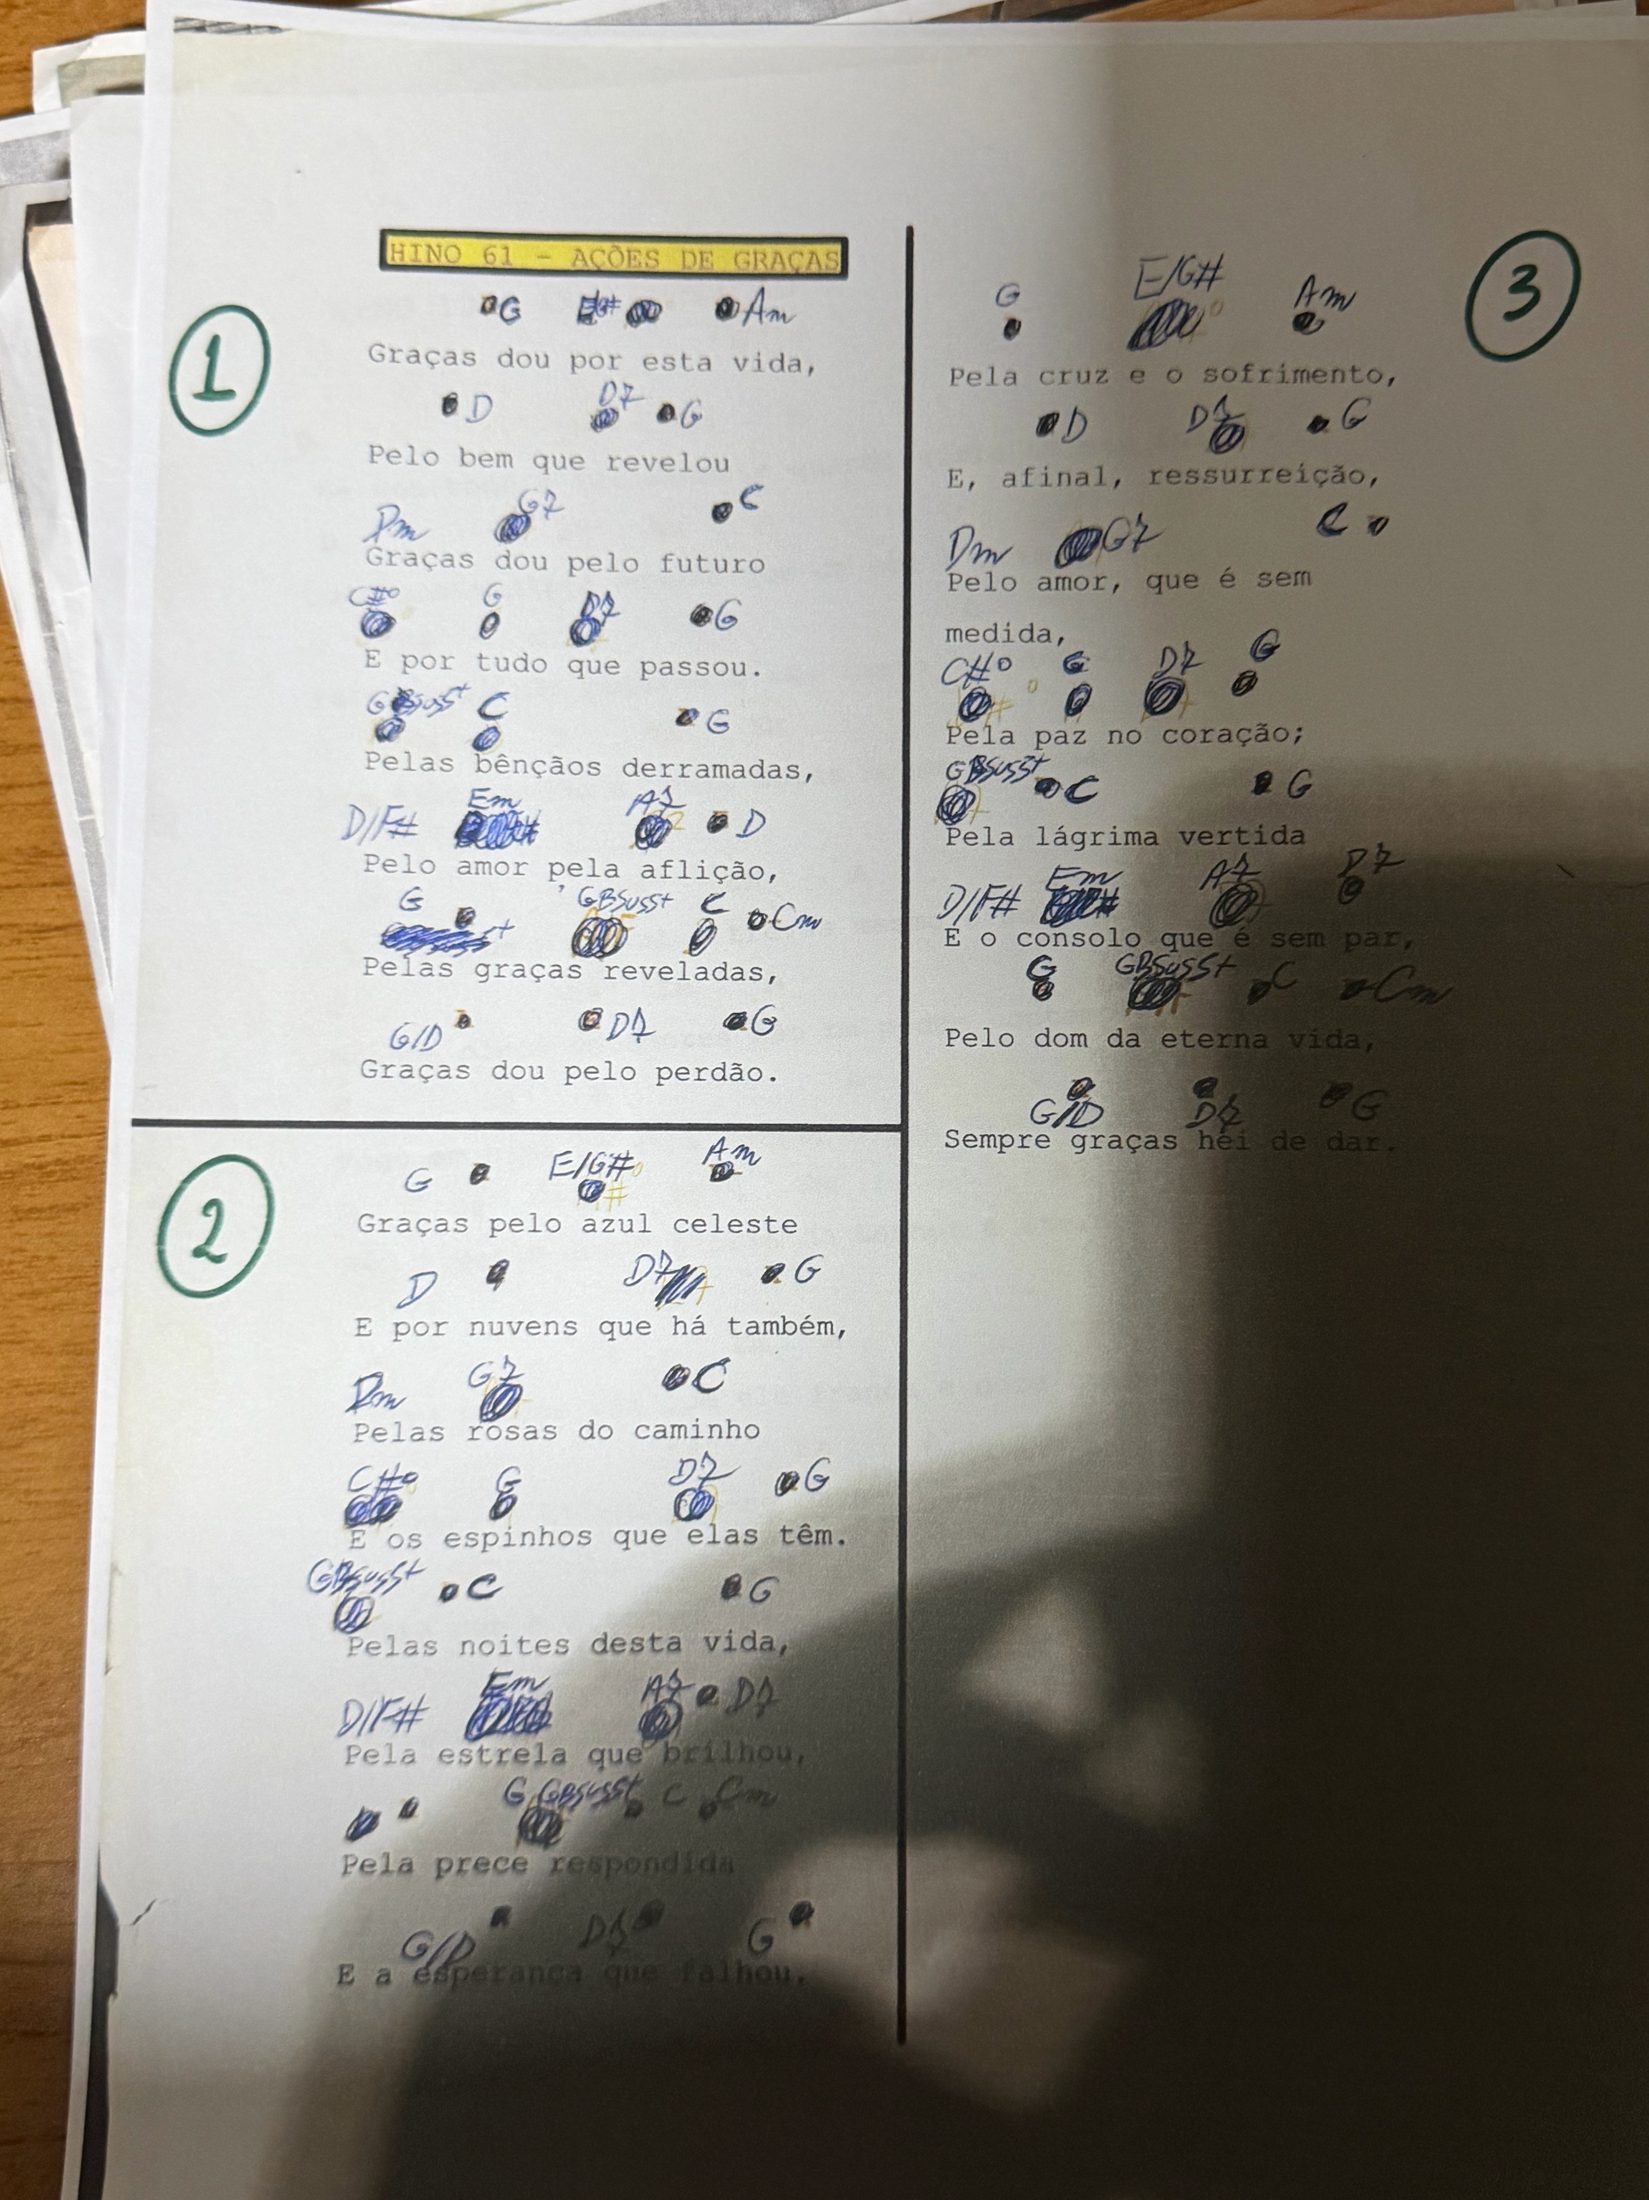 HINO 61 - AÇÕES DE GRAÇAS
1
G E/G# Am
Graças dou por esta vida,
D D7 G
Pelo bem que revelou
Dm G7 C
Graças dou pelo futuro
C#° G D7 G
E por tudo que passou.
GBsus5+ C G
Pelas bênçãos derramadas,
D/F# Em A7 D
Pelo amor pela aflição,
G GBsus5+ C Cm
Pelas graças reveladas,
G/D D7 G
Graças dou pelo perdão.
2
G E/G# Am
Graças pelo azul celeste
D D7 G
E por nuvens que há também,
Dm G7 C
Pelas rosas do caminho
C#° G D7 G
E os espinhos que elas têm.
GBsus5+ C G
Pelas noites desta vida,
D/F# Em A7 D7
Pela estrela que brilhou,
G GBsus5+ C Cm
Pela prece respondida
G/D D7 G
E a esperança que falhou.
3
G E/G# Am
Pela cruz e o sofrimento,
D D7 G
E, afinal, ressurreição,
Dm G7 C
Pelo amor, que é sem
medida,
C#° G D7 G
Pela paz no coração;
GBsus5+ C G
Pela lágrima vertida
D/F# Em A7 D7
E o consolo que é sem par,
G GBsus5+ C Cm
Pelo dom da eterna vida,
G/D D7 G
Sempre graças hei de dar.